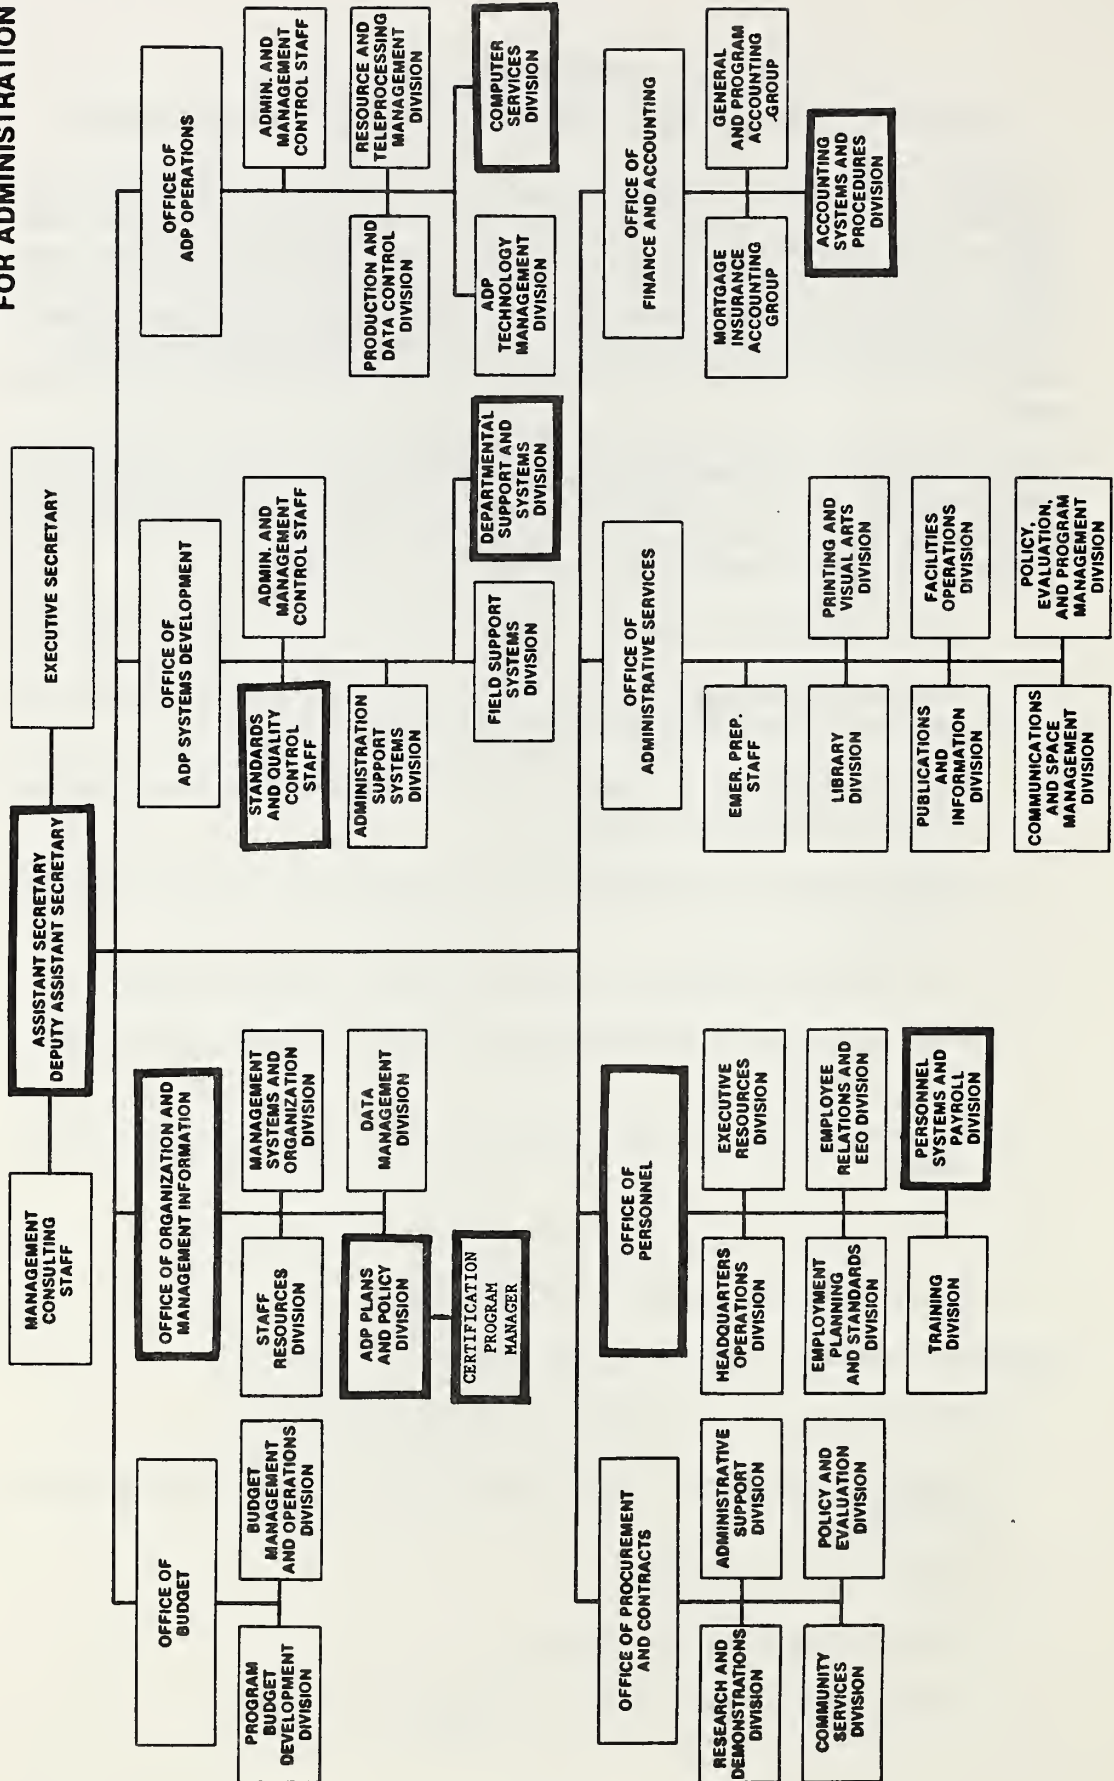 FOR ADMINISTRATION
MANAGEMENT
CONSULTING
STAFF
ASSISTANT SECRETARY
DEPUTY ASSISTANT SECRETARY
EXECUTIVE SECRETARY
OFFICE OF
BUDGET
PROGRAM
BUDGET
DEVELOPMENT
DIVISION
BUDGET
MANAGEMENT
AND OPERATIONS
DIVISION
OFFICE OF ORGANIZATION AND
MANAGEMENT INFORMATION
STAFF
RESOURCES
DIVISION
MANAGEMENT
SYSTEMS AND
ORGANIZATION
DIVISION
ADP PLANS
AND POLICY
DIVISION
DATA
MANAGEMENT
DIVISION
CERTIFICATION
PROGRAM
MANAGER
OFFICE OF
ADP SYSTEMS DEVELOPMENT
STANDARDS
AND QUALITY
CONTROL
STAFF
ADMIN. AND
MANAGEMENT
CONTROL STAFF
ADMINISTRATION
SUPPORT
SYSTEMS
DIVISION
FIELD SUPPORT
SYSTEMS
DIVISION
DEPARTMENTAL
SUPPORT AND
SYSTEMS
DIVISION
OFFICE OF
ADP OPERATIONS
ADMIN. AND
MANAGEMENT
CONTROL STAFF
PRODUCTION AND
DATA CONTROL
DIVISION
RESOURCE AND
TELEPROCESSING
MANAGEMENT
DIVISION
ADP
TECHNOLOGY
MANAGEMENT
DIVISION
COMPUTER
SERVICES
DIVISION
OFFICE OF PROCUREMENT
AND CONTRACTS
RESEARCH AND
DEMONSTRATIONS
DIVISION
ADMINISTRATIVE
SUPPORT
DIVISION
COMMUNITY
SERVICES
DIVISION
POLICY AND
EVALUATION
DIVISION
OFFICE OF
PERSONNEL
HEADQUARTERS
OPERATIONS
DIVISION
EXECUTIVE
RESOURCES
DIVISION
EMPLOYMENT
PLANNING
AND STANDARDS
DIVISION
EMPLOYEE
RELATIONS AND
EEO DIVISION
TRAINING
DIVISION
PERSONNEL
SYSTEMS AND
PAYROLL
DIVISION
OFFICE OF
ADMINISTRATIVE SERVICES
EMER. PREP.
STAFF
LIBRARY
DIVISION
PRINTING AND
VISUAL ARTS
DIVISION
PUBLICATIONS
AND
INFORMATION
DIVISION
FACILITIES
OPERATIONS
DIVISION
COMMUNICATIONS
AND SPACE
MANAGEMENT
DIVISION
POLICY,
EVALUATION,
AND PROGRAM
MANAGEMENT
DIVISION
OFFICE OF
FINANCE AND ACCOUNTING
MORTGAGE
INSURANCE
ACCOUNTING
GROUP
GENERAL
AND PROGRAM
ACCOUNTING
GROUP
ACCOUNTING
SYSTEMS AND
PROCEDURES
DIVISION